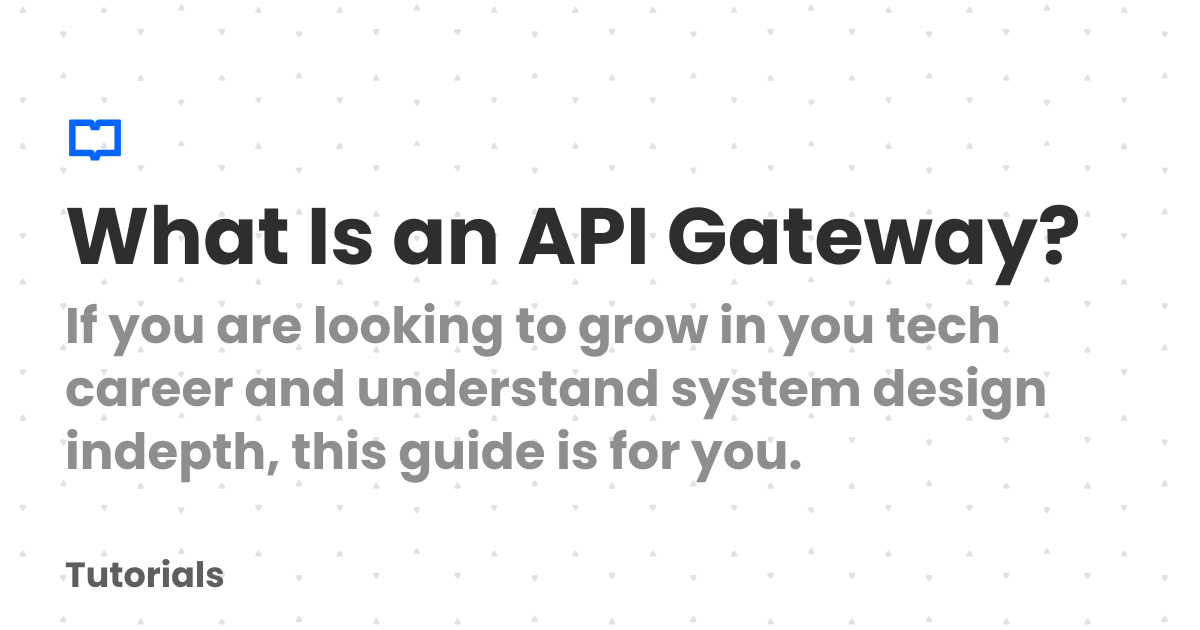 What Is an API Gateway?
If you are looking to grow in you tech
career and understand system design
indepth, this guide is for you.
Tutorials